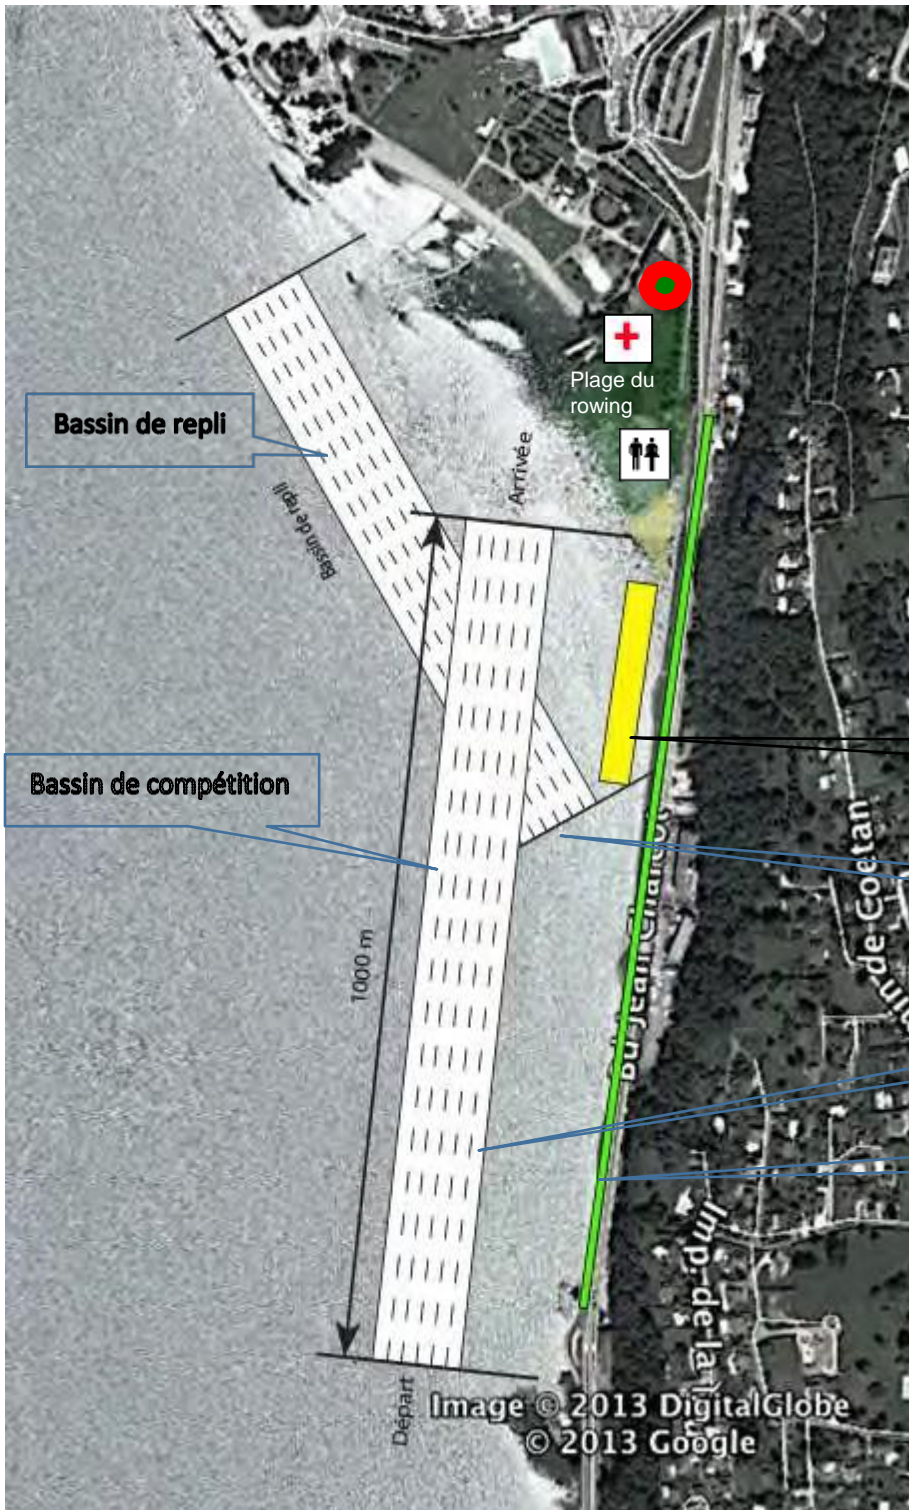 Plage du
rowing
Bassin de repli
Arrivée
Bassin de repli
Bassin de compétition
1000 m
Bd Jean Chardot
de Coetan
Imp. de la
Départ
Image © 2013 DigitalGlobe
© 2013 Google